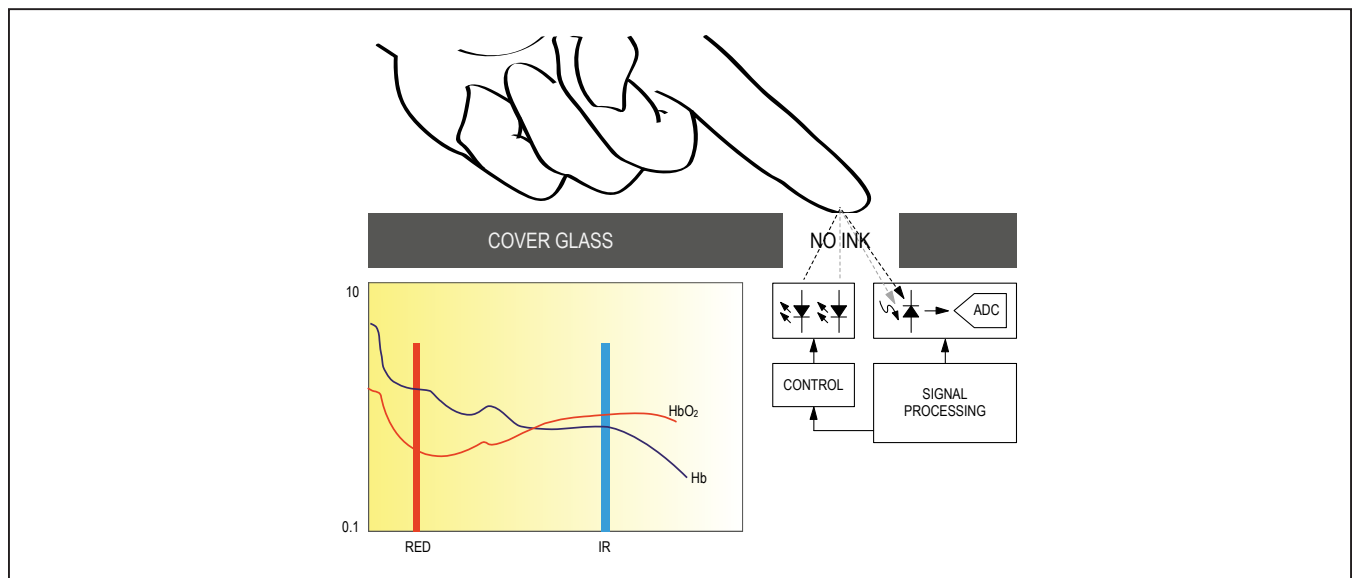 COVER GLASS
NO INK
10
0.1
RED
IR
HbO₂
Hb
ADC
CONTROL
SIGNAL
PROCESSING